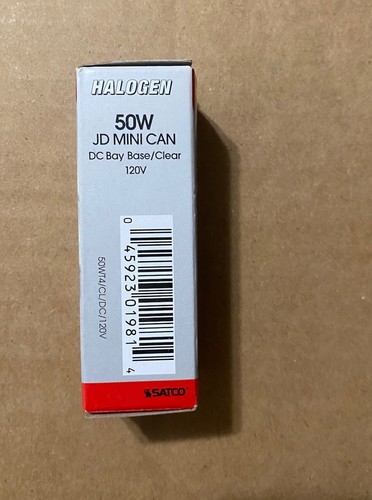 HALOGEN
50W
JD MINI CAN
DC Bay Base/Clear
120V
0 45923 01981 4
50WT4/CL/DC/120V
SATCO